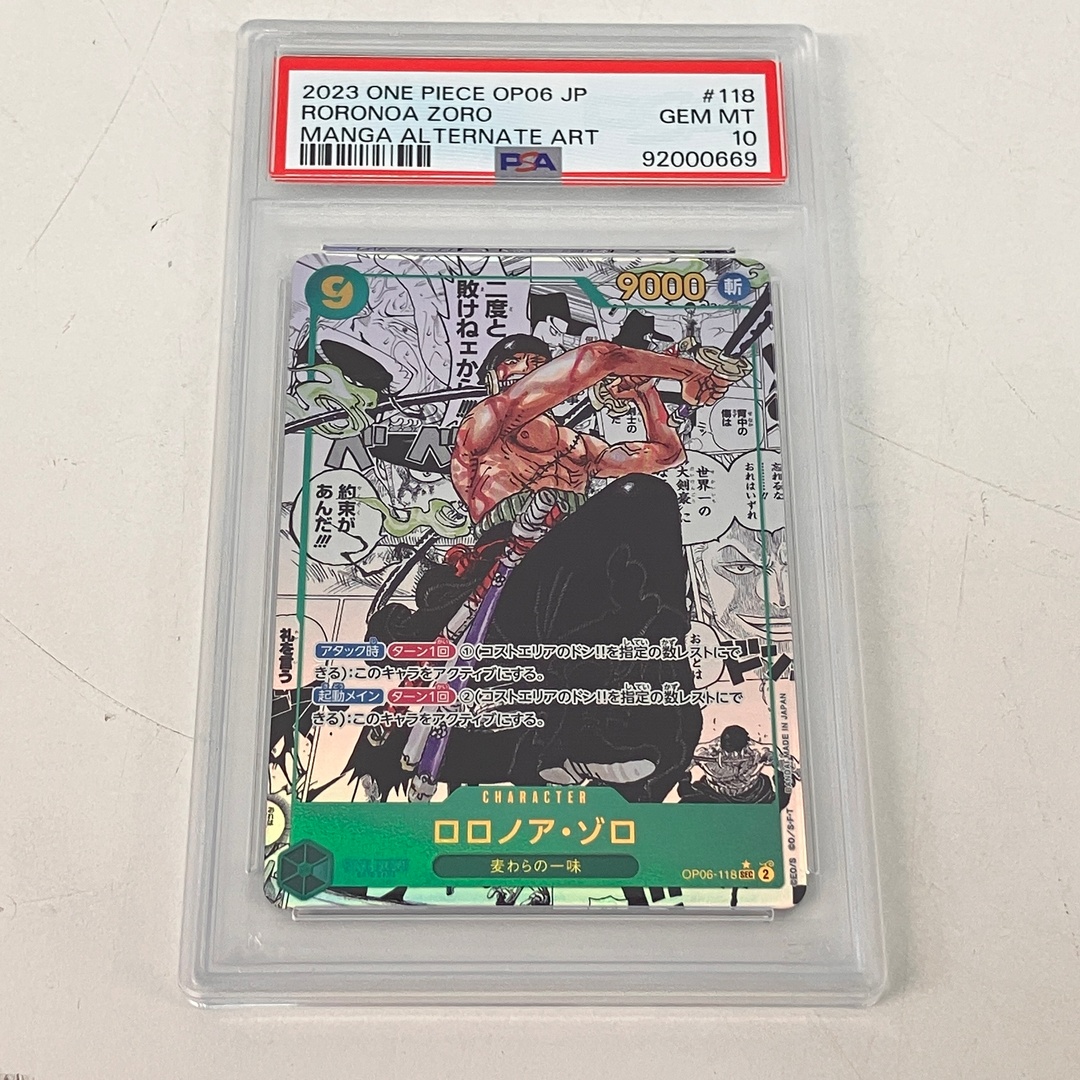 2023 ONE PIECE OP06 JP #118
RORONOA ZORO GEM MT
MANGA ALTERNATE ART 10
PSA 92000669
9 9000 斬
二度と
敗けねェから!!!!
背中の
傷は
世界一の
大剣豪に
忘れるな
………!!
おれはいずれ
約束が
あんだ!!!
礼を言う
ドン
アタック時 ターン1回 ①(コストエリアのドン!!を指定の数レストにで
きる):このキャラをアクティブにする。
起動メイン ターン1回 ②(コストエリアのドン!!を指定の数レストにで
きる):このキャラをアクティブにする。
CHARACTER
ロロノア・ゾロ
麦わらの一味
OP06-118 SEC 2
©EO/S ©O/S・F・T MADE IN JAPAN